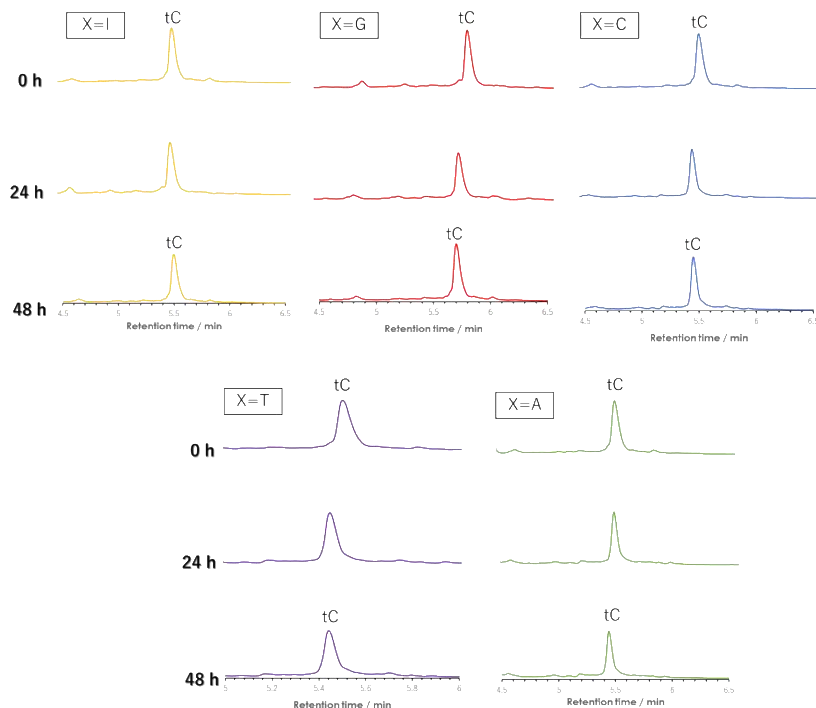 X=I tC X=G tC X=C tC
0 h
24 h
tC tC tC
48 h
4.5 5 5.5 6 6.5 4.5 5 5.5 6 6.5 4.5 5 5.5 6 6.5
Retention time / min Retention time / min Retention time / min
X=T tC X=A tC
0 h
24 h
tC tC
48 h
5 5.2 5.4 5.6 5.8 6 4.5 5 5.5 6 6.5
Retention time / min Retention time / min